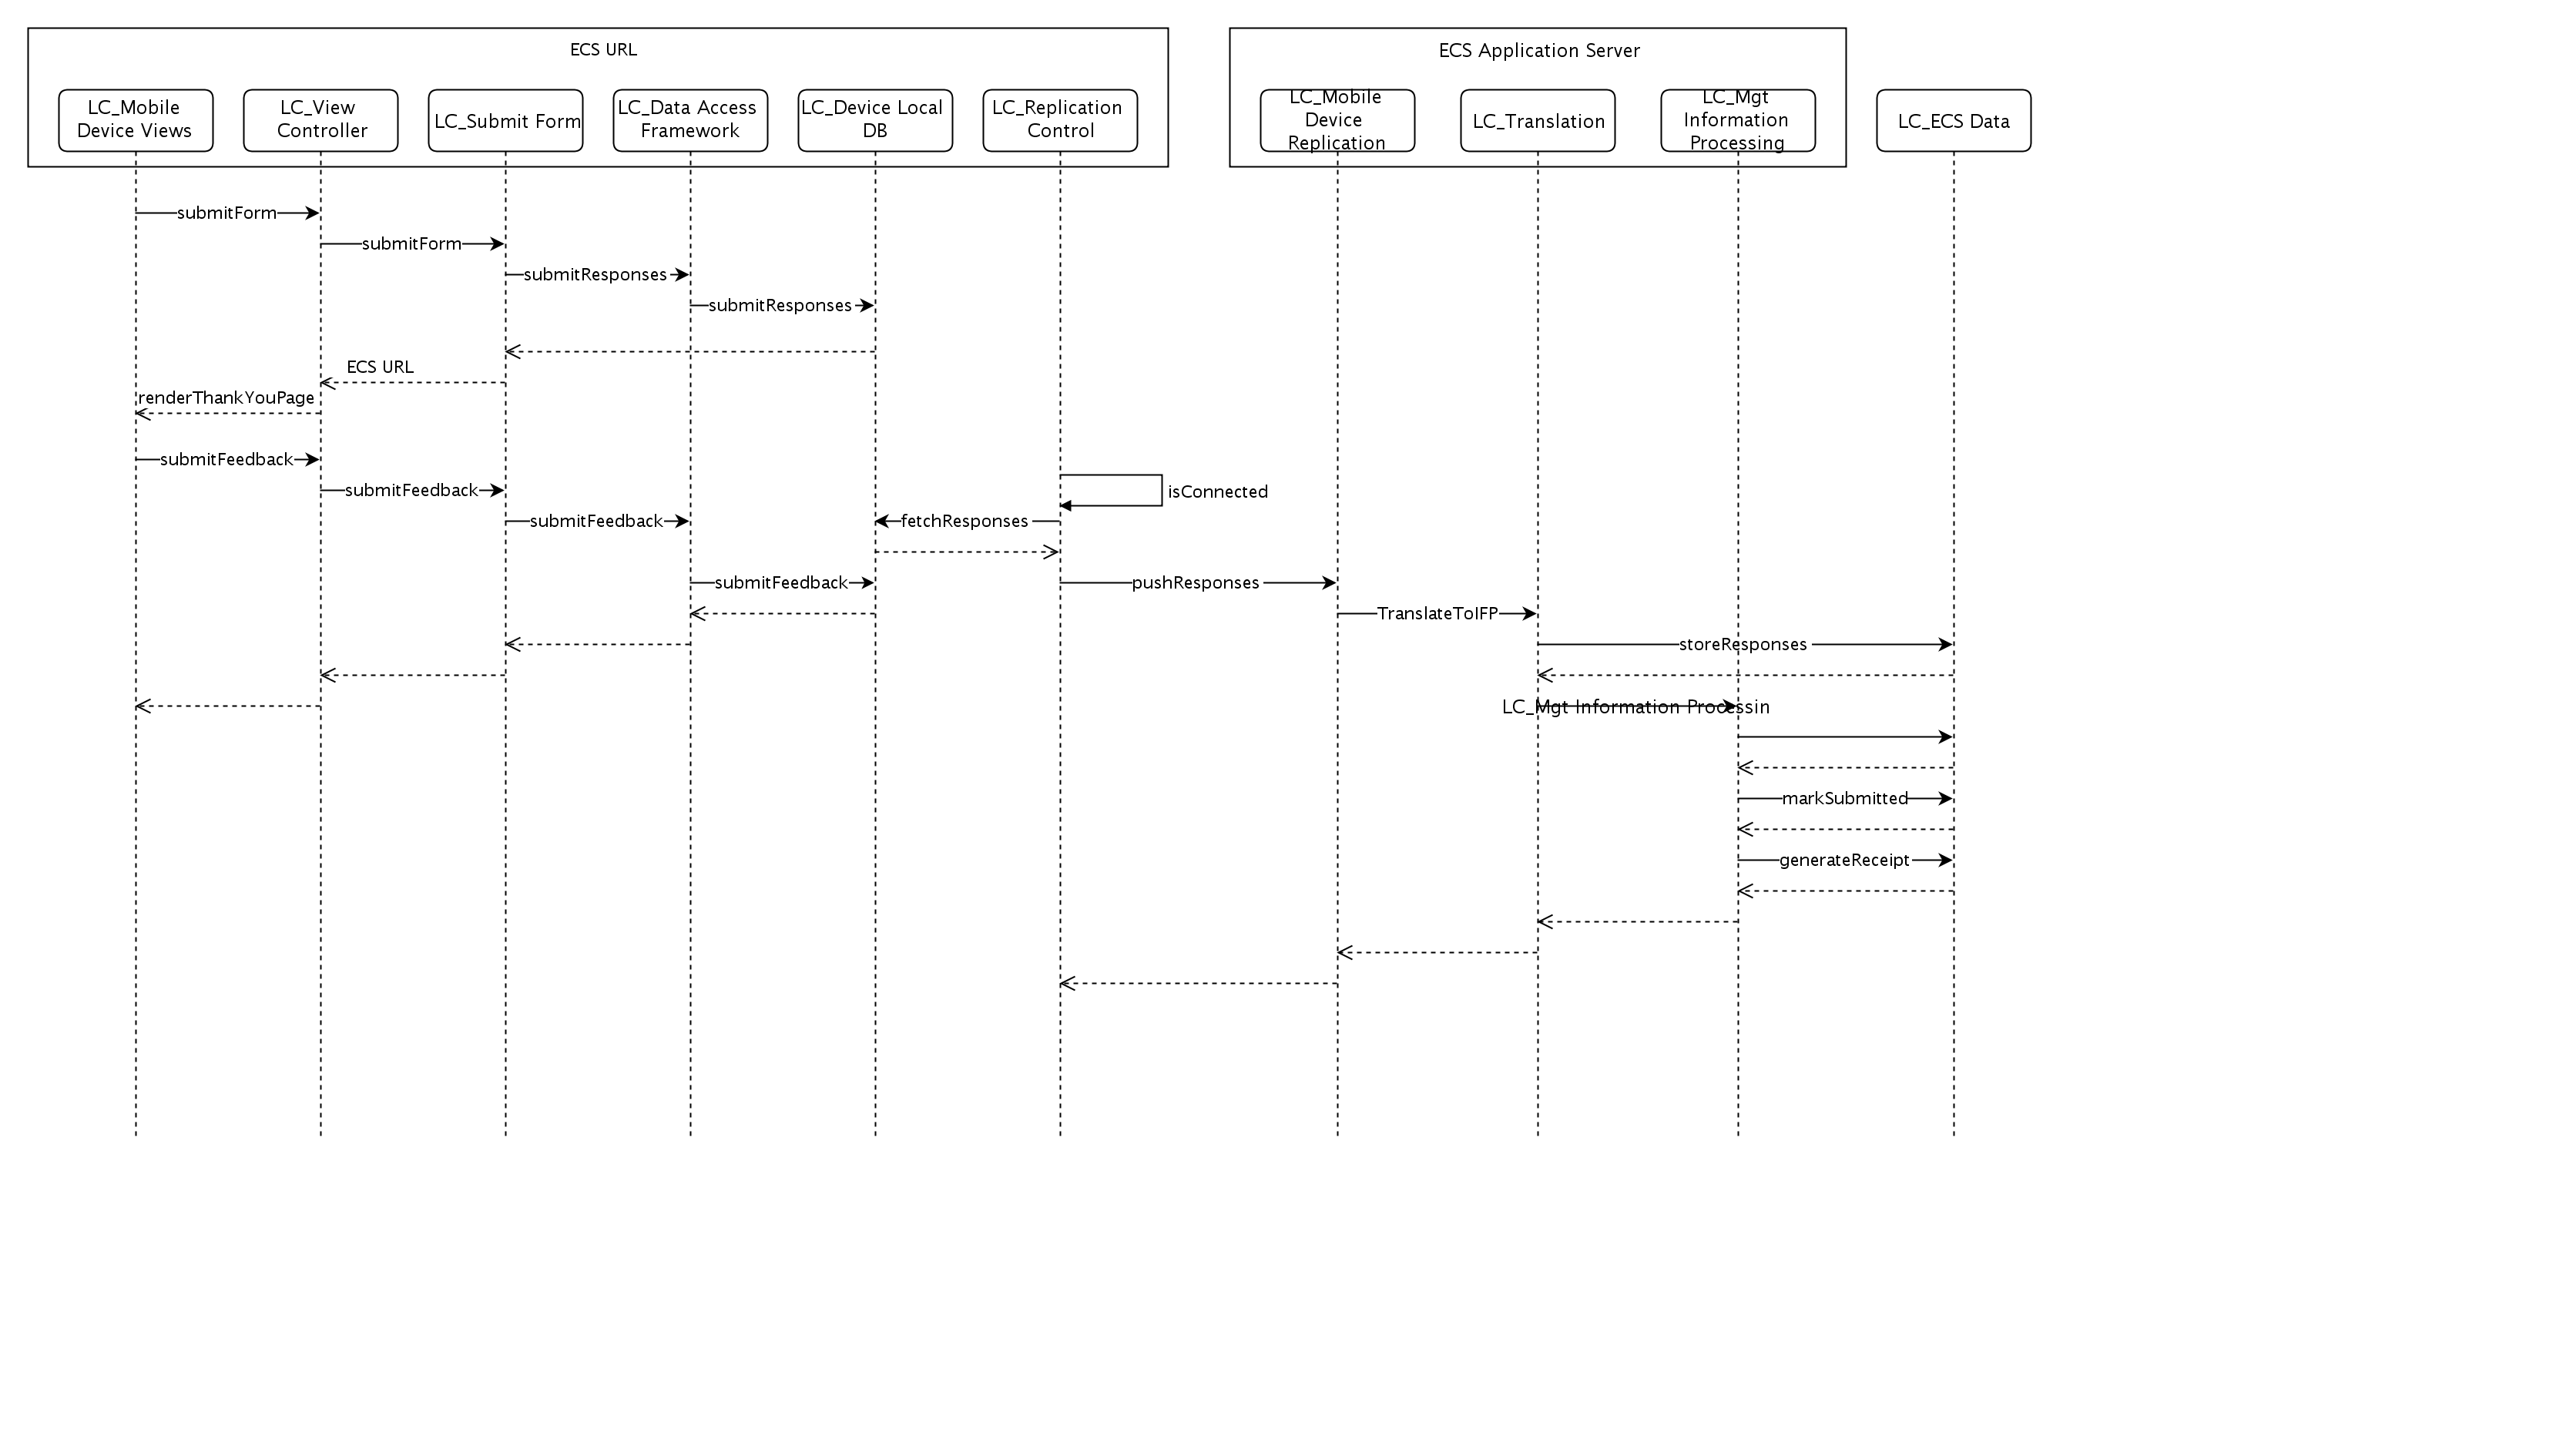 ECS URL
ECS Application Server
LC_Mobile
Device Views
LC_View
Controller
LC_Submit Form
LC_Data Access
Framework
LC_Device Local
DB
LC_Replication
Control
LC_Mobile
Device
Replication
LC_Translation
LC_Mgt
Information
Processing
LC_ECS Data
submitForm
submitForm
submitResponses
submitResponses
ECS URL
renderThankYouPage
submitFeedback
submitFeedback
isConnected
submitFeedback
fetchResponses
submitFeedback
pushResponses
TranslateToIFP
storeResponses
LC_Mgt Information Processin
markSubmitted
generateReceipt